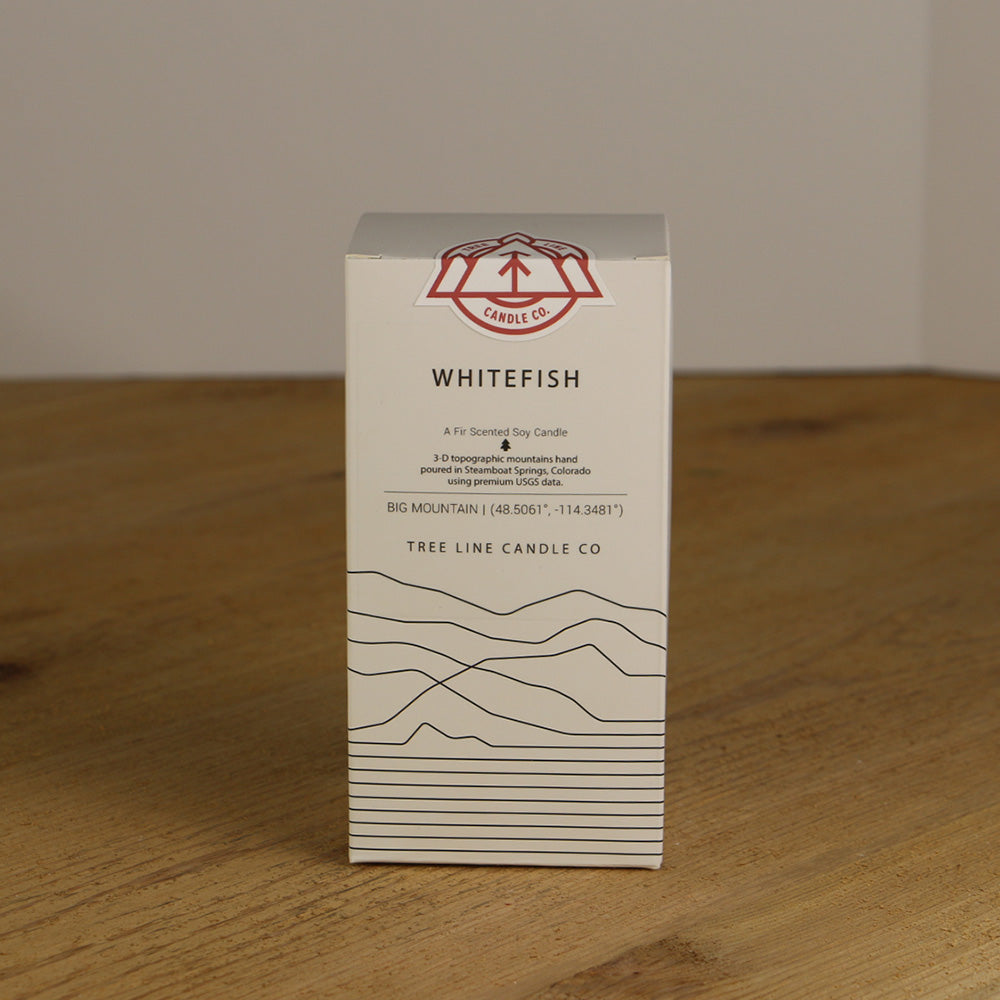 TREE LINE
CANDLE CO.
WHITEFISH
A Fir Scented Soy Candle
3-D topographic mountains hand
poured in Steamboat Springs, Colorado
using premium USGS data.
BIG MOUNTAIN | (48.5061°, -114.3481°)
TREE LINE CANDLE CO